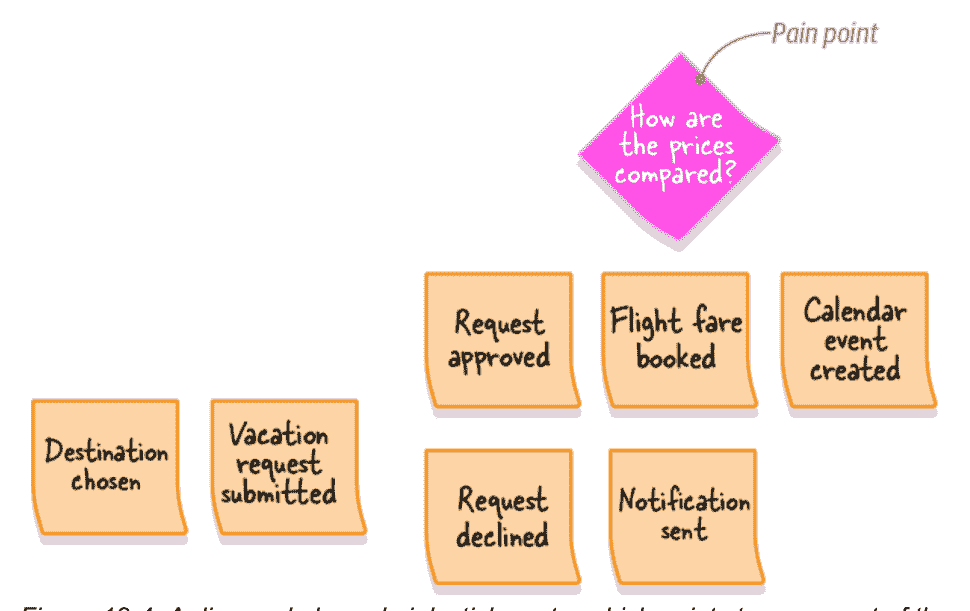 Pain point
How are
the prices
compared?
Request
approved
Flight fare
booked
Calendar
event
created
Destination
chosen
Vacation
request
submitted
Request
declined
Notification
sent